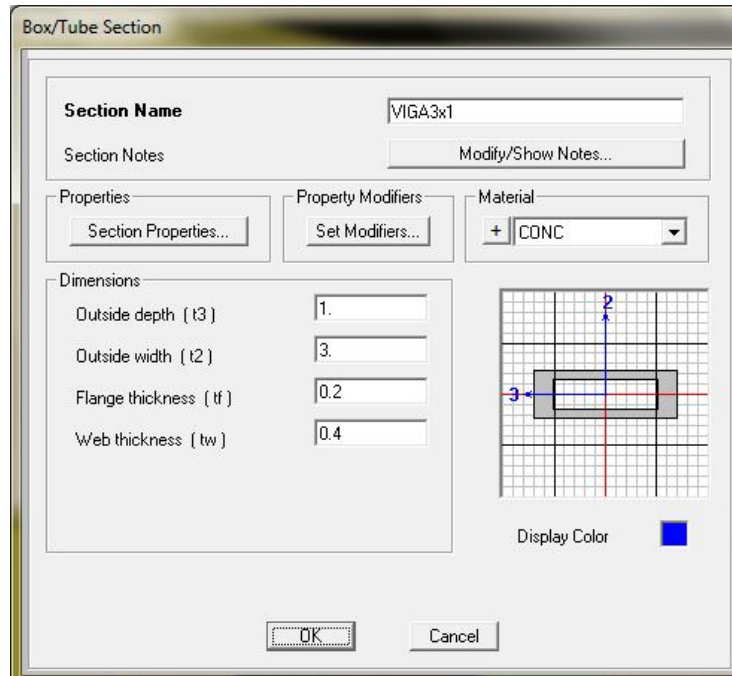 Box/Tube Section
Section Name VIGA3x1
Section Notes Modify/Show Notes...
Properties Property Modifiers Material
Section Properties... Set Modifiers... + CONC
Dimensions
Outside depth ( t3 ) 1.
Outside width ( t2 ) 3.
Flange thickness ( tf ) 0.2
Web thickness ( tw ) 0.4
2
3
Display Color
OK Cancel